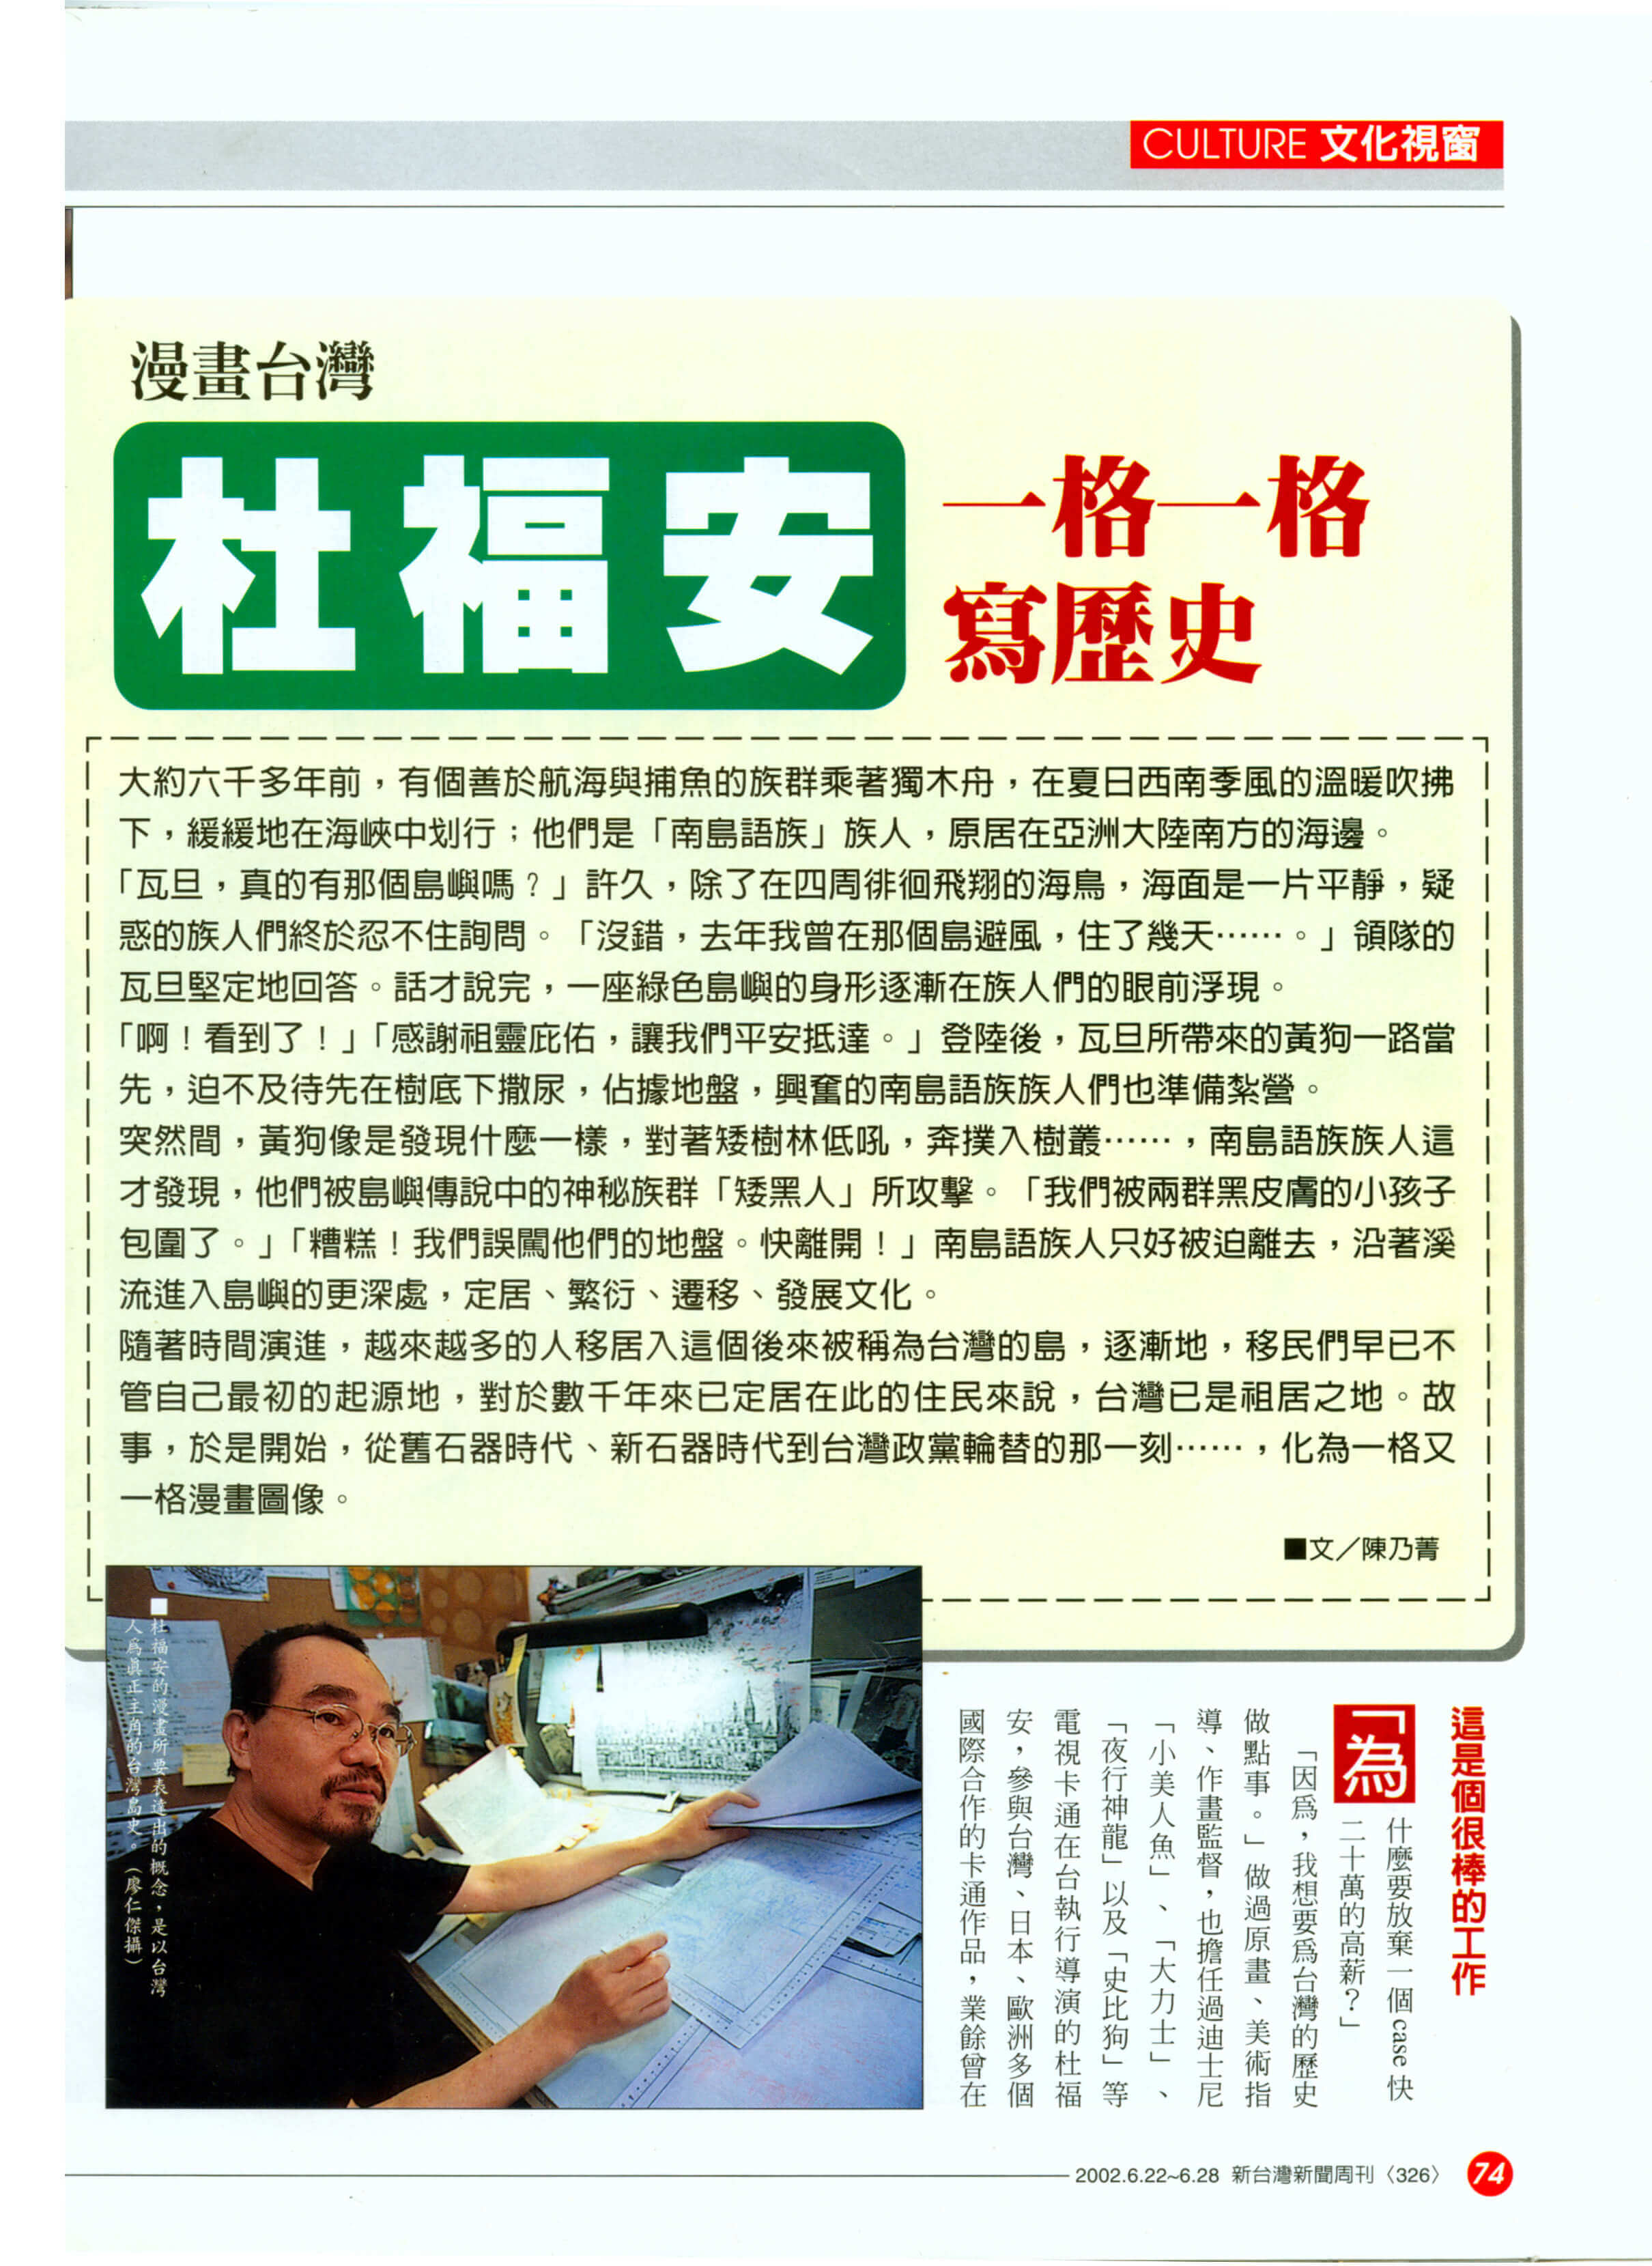 CULTURE 文化視窗
漫畫台灣
杜福安
一格一格
寫歷史
大約六千多年前，有個善於航海與捕魚的族群乘著獨木舟，在夏日西南季風的溫暖吹拂
下，緩緩地在海峽中划行；他們是「南島語族」族人，原居在亞洲大陸南方的海邊。
「瓦旦，真的有那個島嶼嗎？」許久，除了在四周徘徊飛翔的海鳥，海面是一片平靜，疑
惑的族人們終於忍不住詢問。「沒錯，去年我曾在那個島避風，住了幾天⋯⋯。」領隊的
瓦旦堅定地回答。話才說完，一座綠色島嶼的身形逐漸在族人們的眼前浮現。
「啊！看到了！」「感謝祖靈庇佑，讓我們平安抵達。」登陸後，瓦旦所帶來的黃狗一路當
先，迫不及待先在樹底下撒尿，佔據地盤，興奮的南島語族族人們也準備紮營。
突然間，黃狗像是發現什麼一樣，對著矮樹林低吼，奔撲入樹叢⋯⋯，南島語族族人這
才發現，他們被島嶼傳說中的神秘族群「矮黑人」所攻擊。「我們被兩群黑皮膚的小孩子
包圍了。」「糟糕！我們誤闖他們的地盤。快離開！」南島語族人只好被迫離去，沿著溪
流進入島嶼的更深處，定居、繁衍、遷移、發展文化。
隨著時間演進，越來越多的人移居入這個後來被稱為台灣的島，逐漸地，移民們早已不
管自己最初的起源地，對於數千年來已定居在此的住民來說，台灣已是祖居之地。故
事，於是開始，從舊石器時代、新石器時代到台灣政黨輪替的那一刻⋯⋯，化為一格又
一格漫畫圖像。
■文／陳乃菁
■杜福安的漫畫所要表達出的概念，是以台灣
人為真正主角的台灣島史。（廖仁傑攝）
這是個很棒的工作
「為什麼要放棄一個case快
二十萬的高薪？」
「因為，我想要為台灣的歷史
做點事。」做過原畫、美術指
導、作畫監督，也擔任過迪士尼
「小美人魚」、「大力士」、
「夜行神龍」以及「史比狗」等
電視卡通在台執行導演的杜福
安，參與台灣、日本、歐洲多個
國際合作的卡通作品，業餘曾在
2002.6.22~6.28 新台灣新聞周刊〈326〉 74